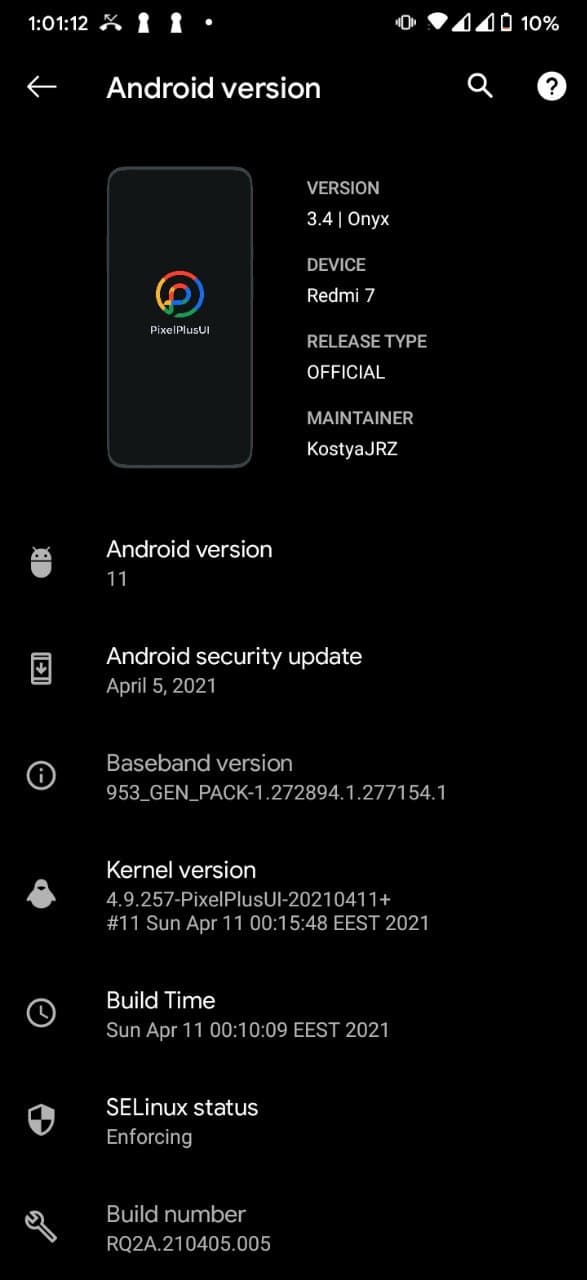 1:01:12
10%
Android version
PixelPlusUI
VERSION
3.4 | Onyx
DEVICE
Redmi 7
RELEASE TYPE
OFFICIAL
MAINTAINER
KostyaJRZ
Android version
11
Android security update
April 5, 2021
Baseband version
953_GEN_PACK-1.272894.1.277154.1
Kernel version
4.9.257-PixelPlusUI-20210411+
#11 Sun Apr 11 00:15:48 EEST 2021
Build Time
Sun Apr 11 00:10:09 EEST 2021
SELinux status
Enforcing
Build number
RQ2A.210405.005